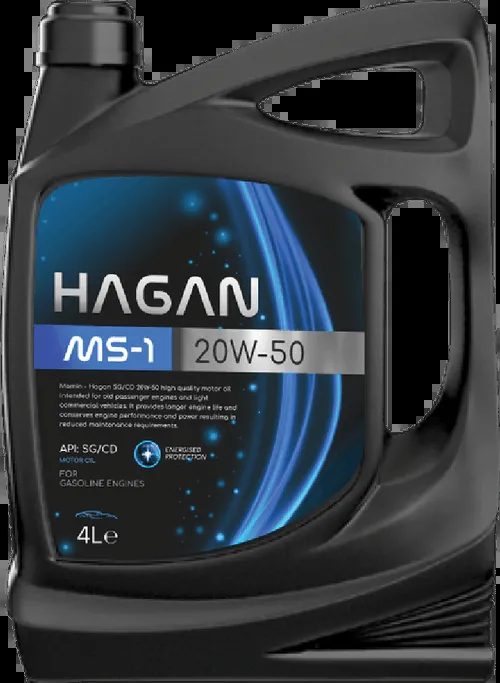 HAGAN
MS-1 20W-50
Mormin - Hagan SG/CD 20w-50 high quality motor oil
intended for old passenger engines and light
commercial vehicles. It provides longer engine life and
conserves engine performance and power resulting in
reduced maintenance requirements.
API: SG/CD
MOTOR OIL
ENERGISED
PROTECTION
FOR
GASOLINE ENGINES
4Le